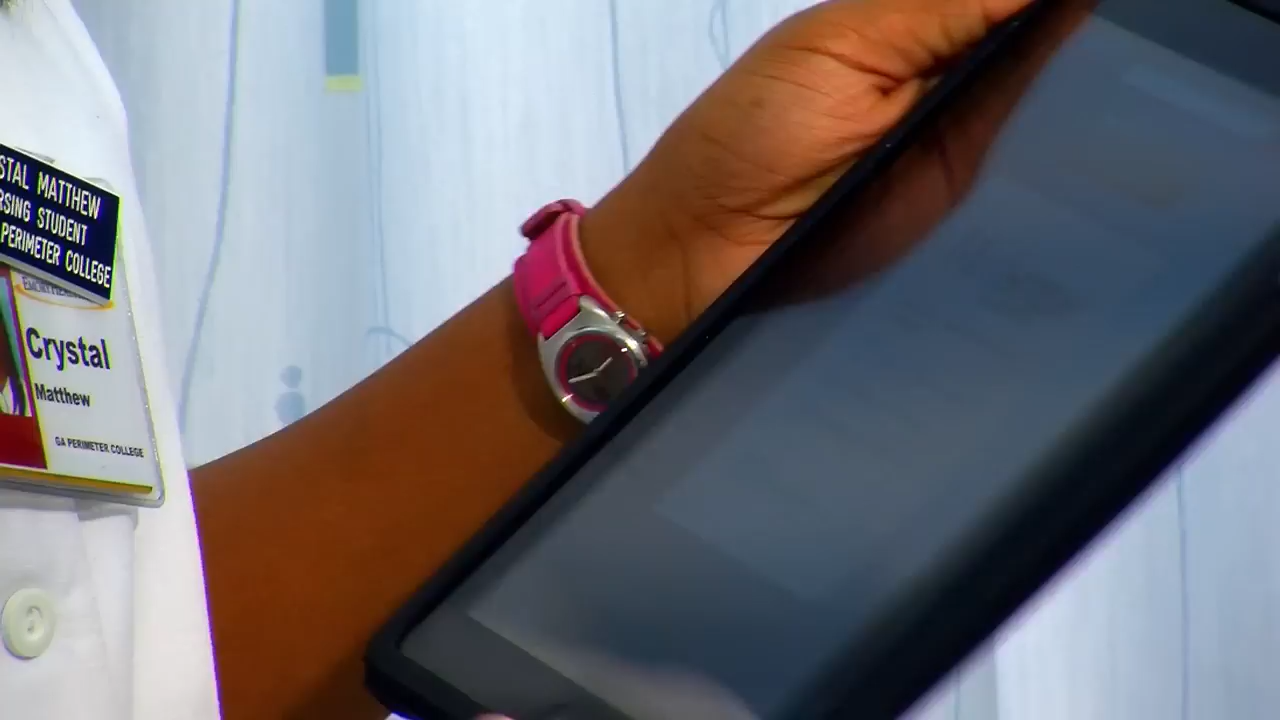 STAL MATTHEW
RSING STUDENT
PERIMETER COLLEGE
Crystal
Matthew
GA PERIMETER COLLEGE